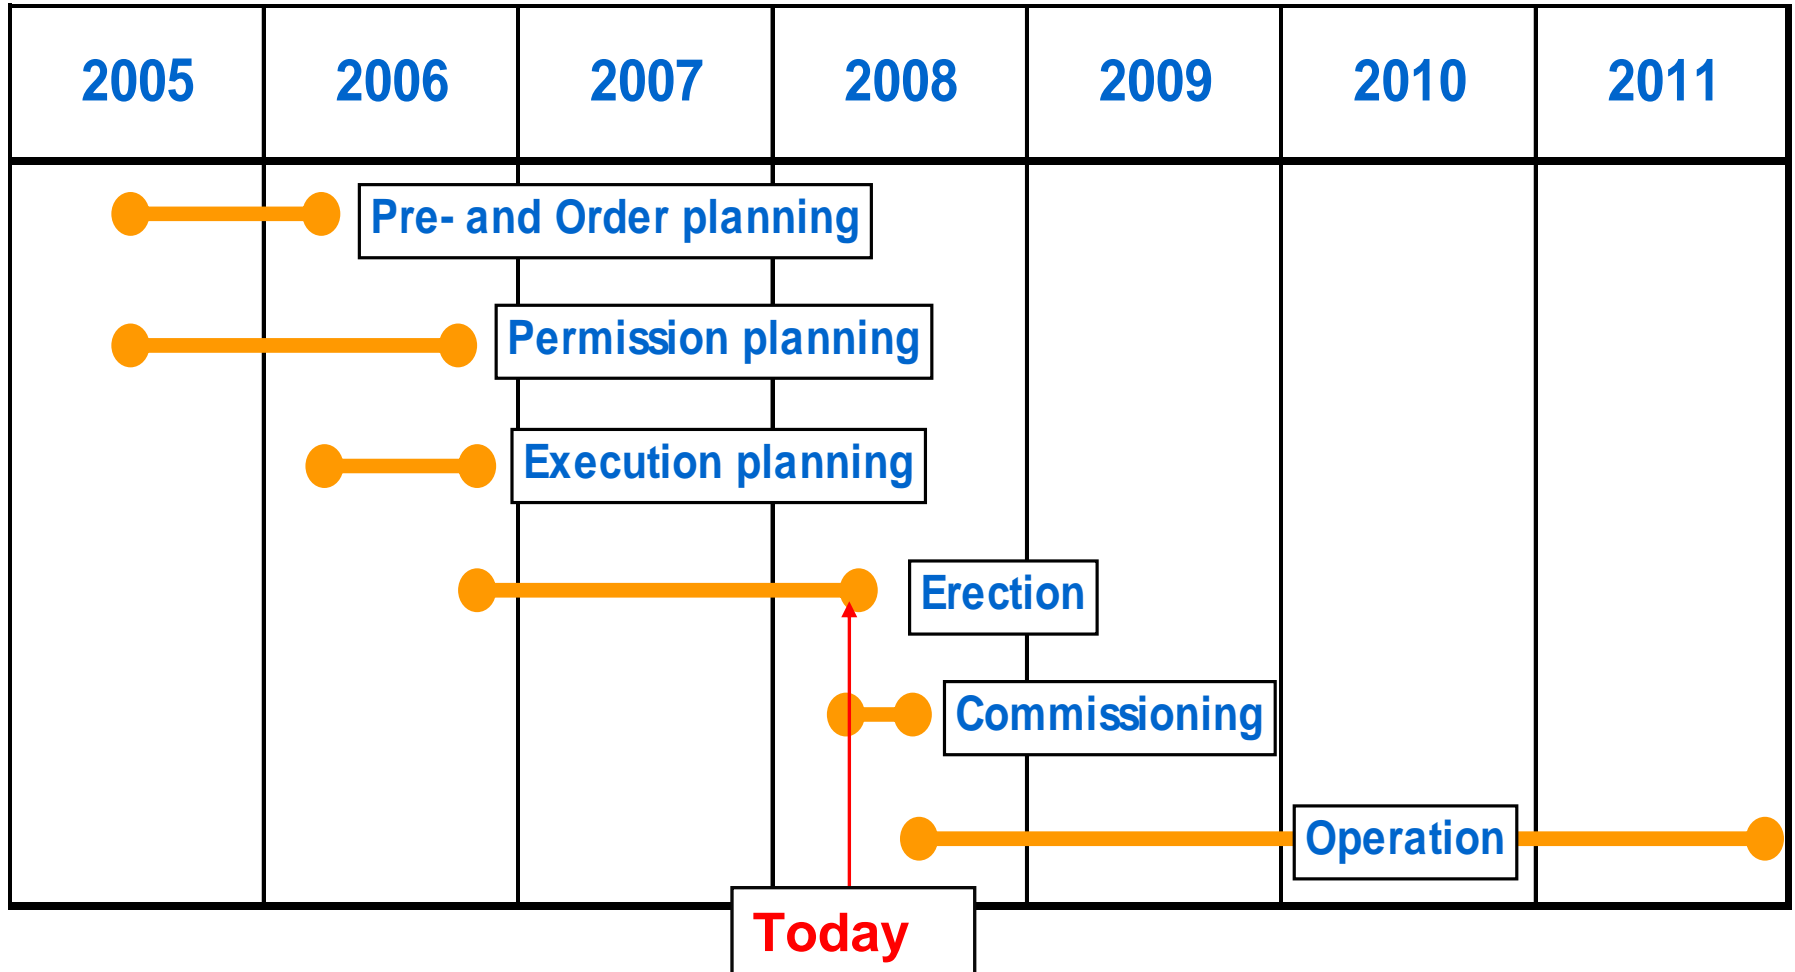 2005 2006 2007 2008 2009 2010 2011
Pre- and Order planning
Permission planning
Execution planning
Erection
Commissioning
Operation
Today